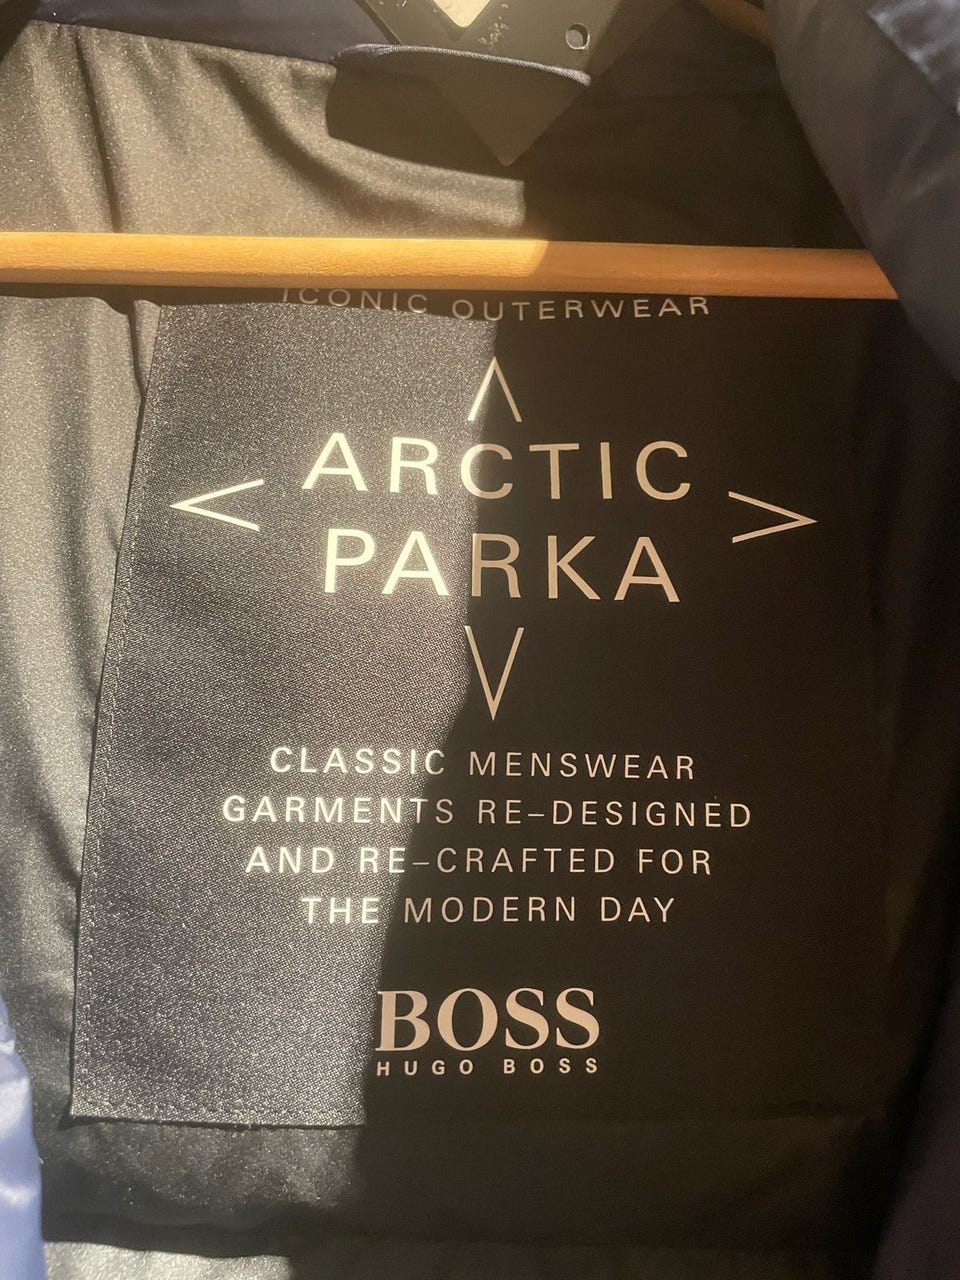 ICONIC OUTERWEAR
ARCTIC
PARKA
CLASSIC MENSWEAR
GARMENTS RE–DESIGNED
AND RE–CRAFTED FOR
THE MODERN DAY
BOSS
HUGO BOSS